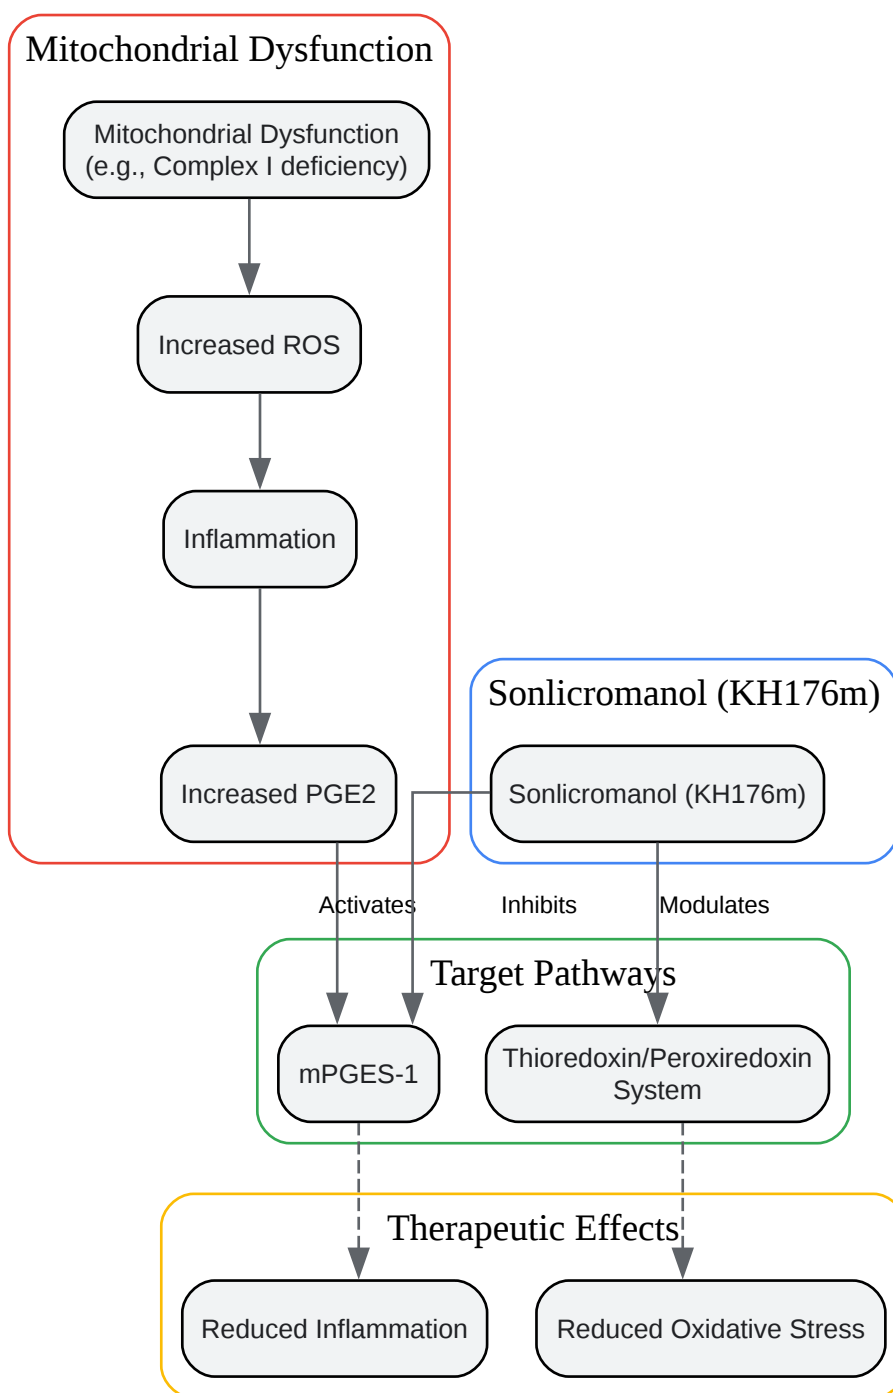 Mitochondrial Dysfunction
Mitochondrial Dysfunction
(e.g., Complex I deficiency)
Increased ROS
Inflammation
Increased PGE2
Sonlicromanol (KH176m)
Sonlicromanol (KH176m)
Activates
Inhibits
Modulates
Target Pathways
mPGES-1
Thioredoxin/Peroxiredoxin
System
Therapeutic Effects
Reduced Inflammation
Reduced Oxidative Stress